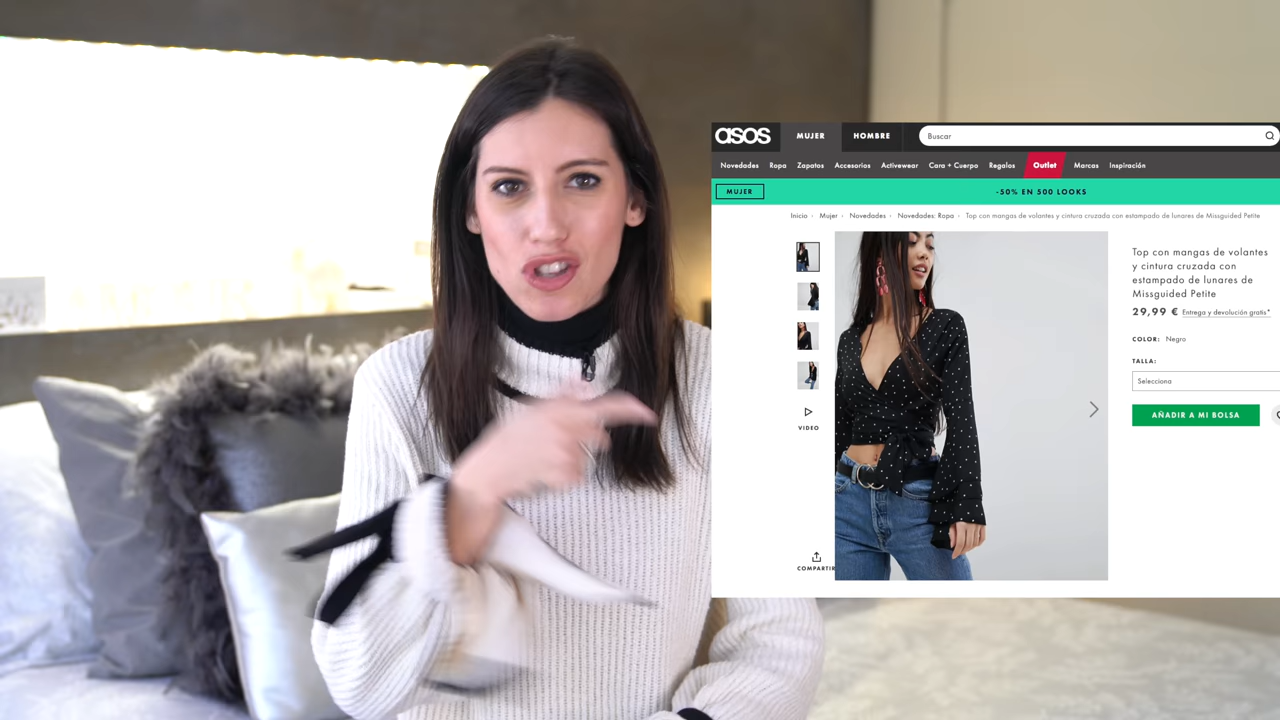 asos
MUJER
HOMBRE
Buscar
Novedades Ropa Zapatos Accesorios Activewear Cara + Cuerpo Regalos Outlet Marcas Inspiración
MUJER
-50% EN 500 LOOKS
Inicio › Mujer › Novedades › Novedades: Ropa › Top con mangas de volantes y cintura cruzada con estampado de lunares de Missguided Petite
Top con mangas de volantes
y cintura cruzada con
estampado de lunares de
Missguided Petite
29,99 € Entrega y devolución gratis*
COLOR: Negro
TALLA:
Selecciona
AÑADIR A MI BOLSA
VIDEO
COMPARTIR